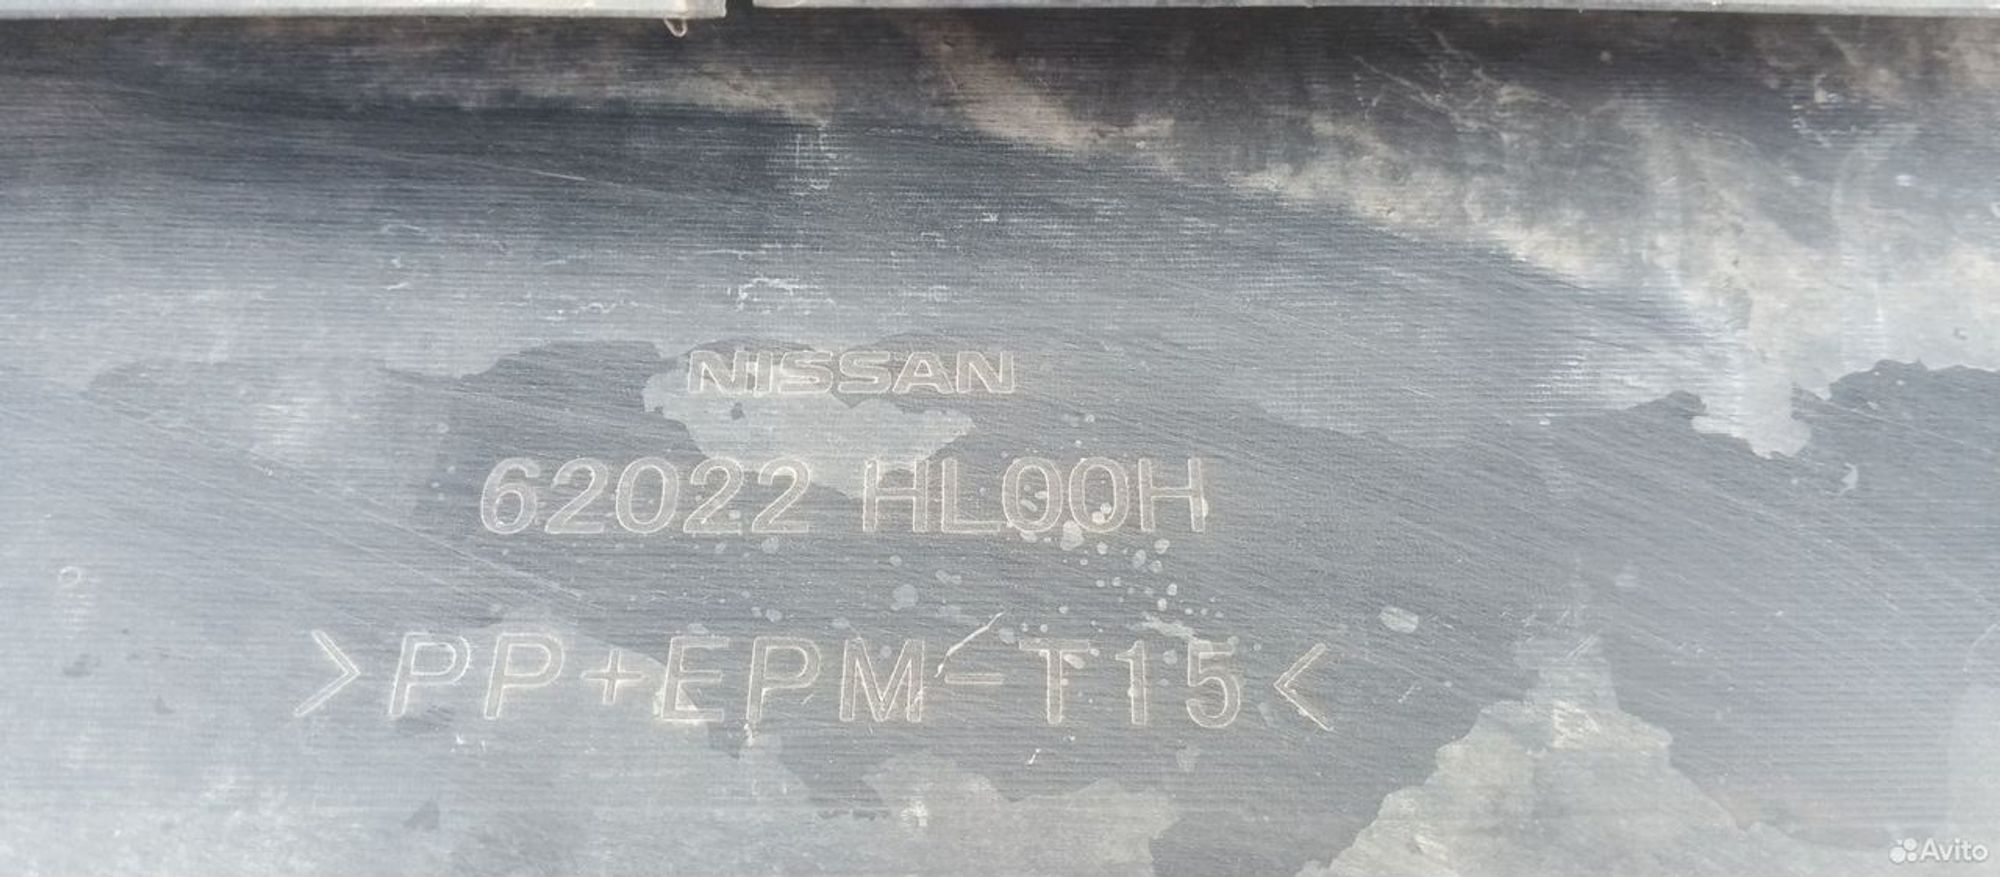 NISSAN
62022 HL00H
>PP+EPM-T15<
Avito